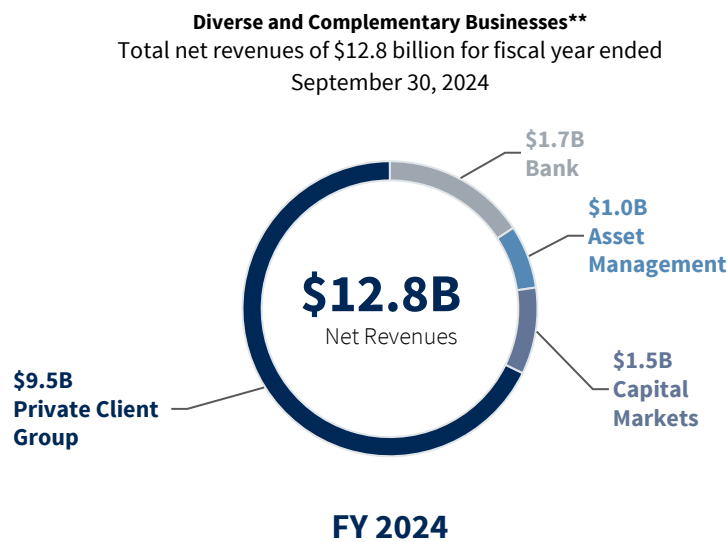 Diverse and Complementary Businesses**
Total net revenues of $12.8 billion for fiscal year ended
September 30, 2024
$1.7B
Bank
$1.0B
Asset
Management
$12.8B
Net Revenues
$1.5B
Capital
Markets
$9.5B
Private Client
Group
FY 2024